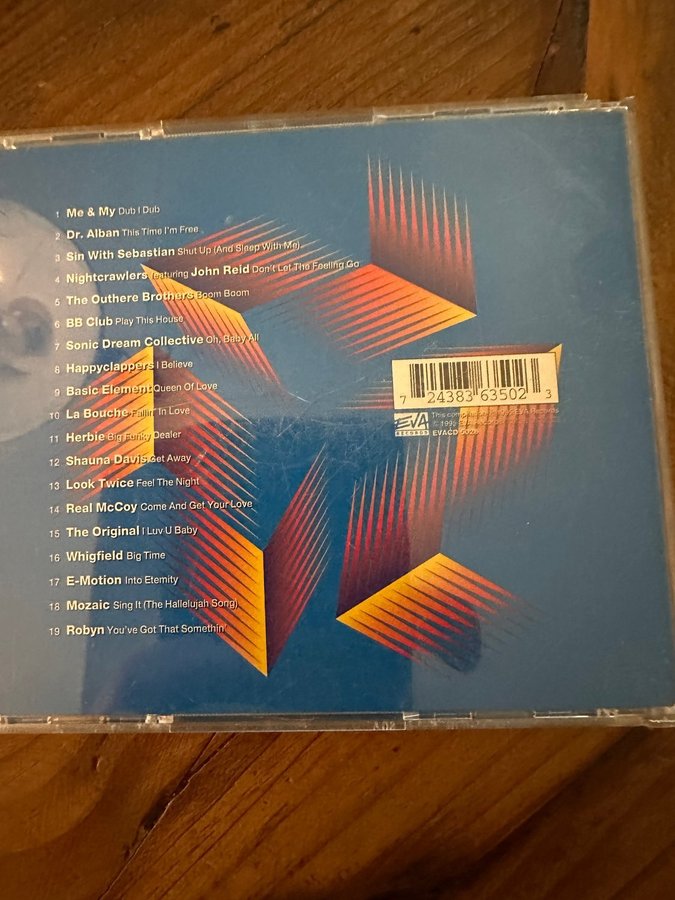 1 Me & My Dub I Dub
2 Dr. Alban This Time I'm Free
3 Sin With Sebastian Shut Up (And Sleep With Me)
4 Nightcrawlers featuring John Reid Don't Let The Feeling Go
5 The Outhere Brothers Boom Boom
6 BB Club Play This House
7 Sonic Dream Collective Oh, Baby All
8 Happyclappers I Believe
9 Basic Element Queen Of Love
10 La Bouche Fallin' In Love
11 Herbie Big Funky Dealer
12 Shauna Davis Get Away
13 Look Twice Feel The Night
14 Real McCoy Come And Get Your Love
15 The Original I Luv U Baby
16 Whigfield Big Time
17 E-Motion Into Eternity
18 Mozaic Sing It (The Hallelujah Song)
19 Robyn You've Got That Somethin'
7 24383 63502 3
EVA
RECORDS
This compilation EVA Records
EVACD